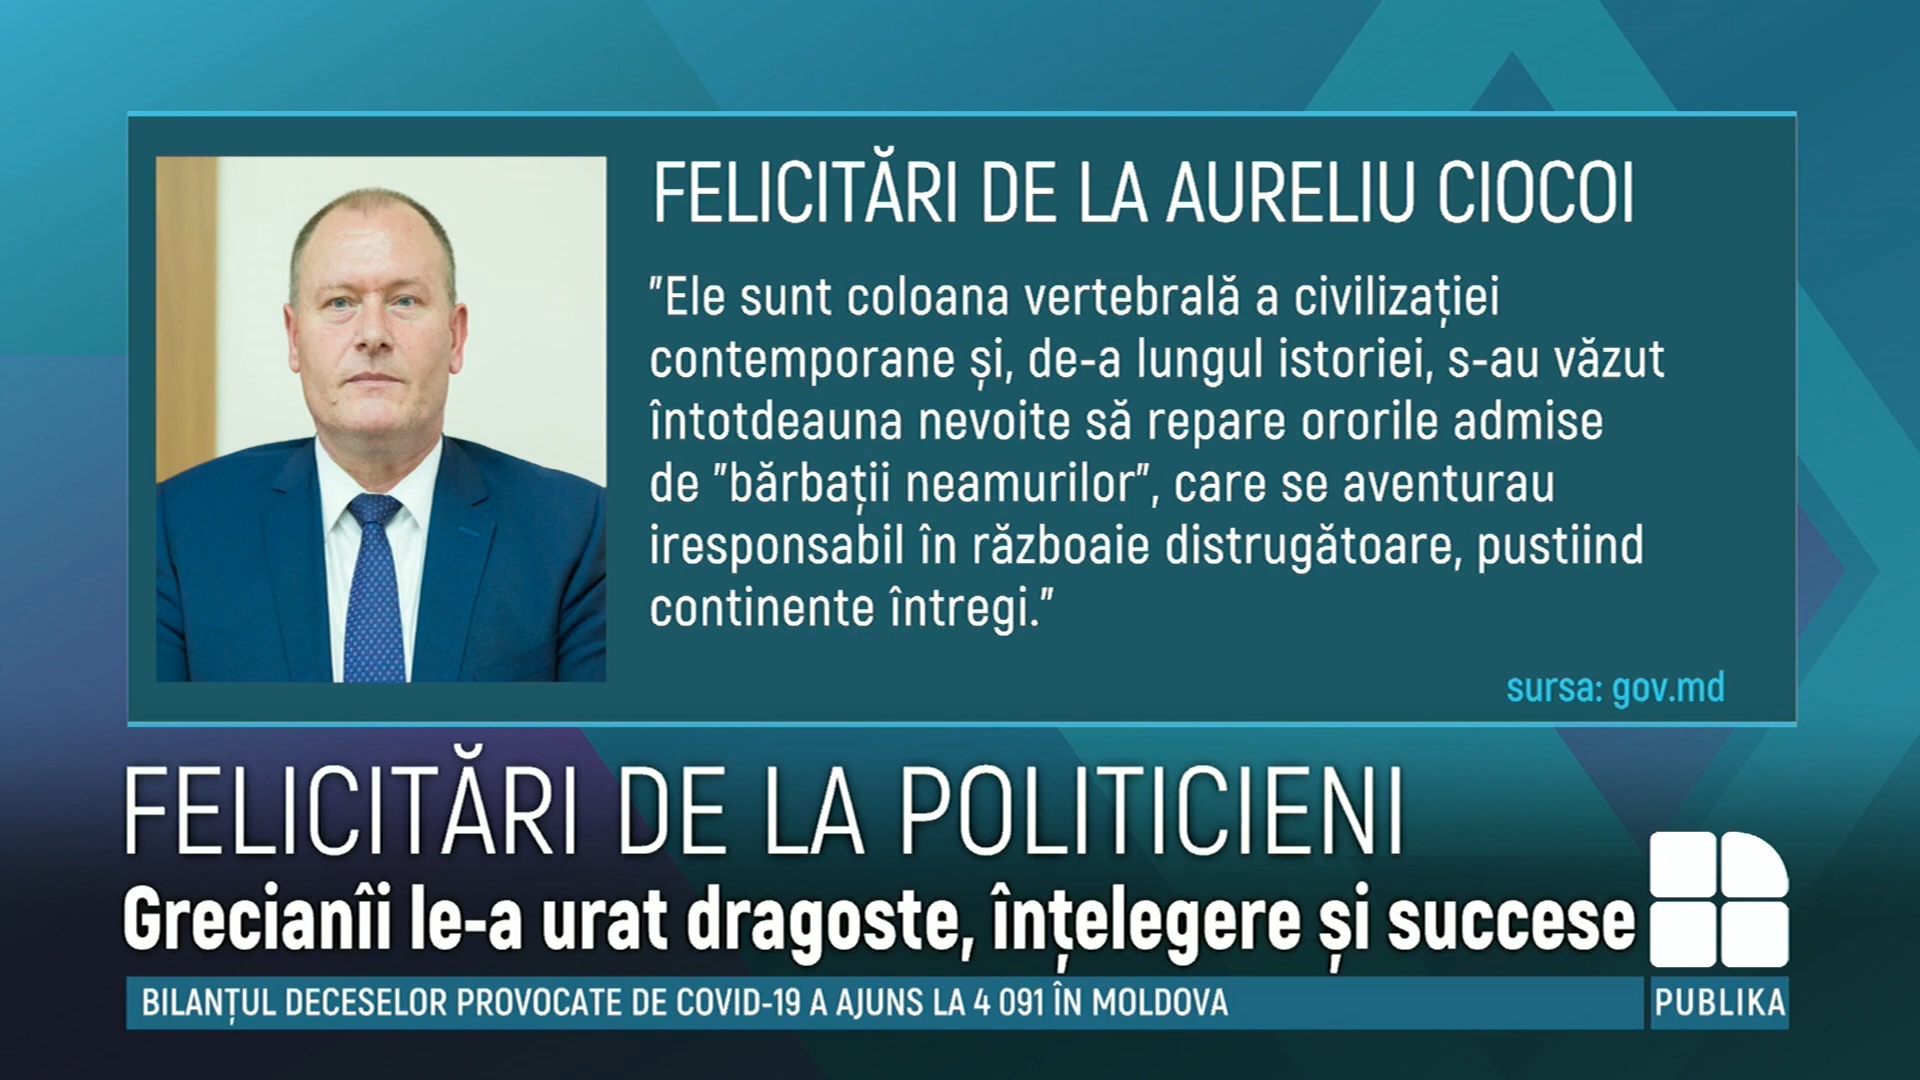 FELICITĂRI DE LA AURELIU CIOCOI
"Ele sunt coloana vertebrală a civilizației
contemporane și, de-a lungul istoriei, s-au văzut
întotdeauna nevoite să repare ororile admise
de "bărbații neamurilor", care se aventurau
iresponsabil în războaie distrugătoare, pustiind
continente întregi."
sursa: gov.md
FELICITĂRI DE LA POLITICIENI
Grecianîi le-a urat dragoste, înțelegere și succese
BILANȚUL DECESELOR PROVOCATE DE COVID-19 A AJUNS LA 4 091 ÎN MOLDOVA
PUBLIKA